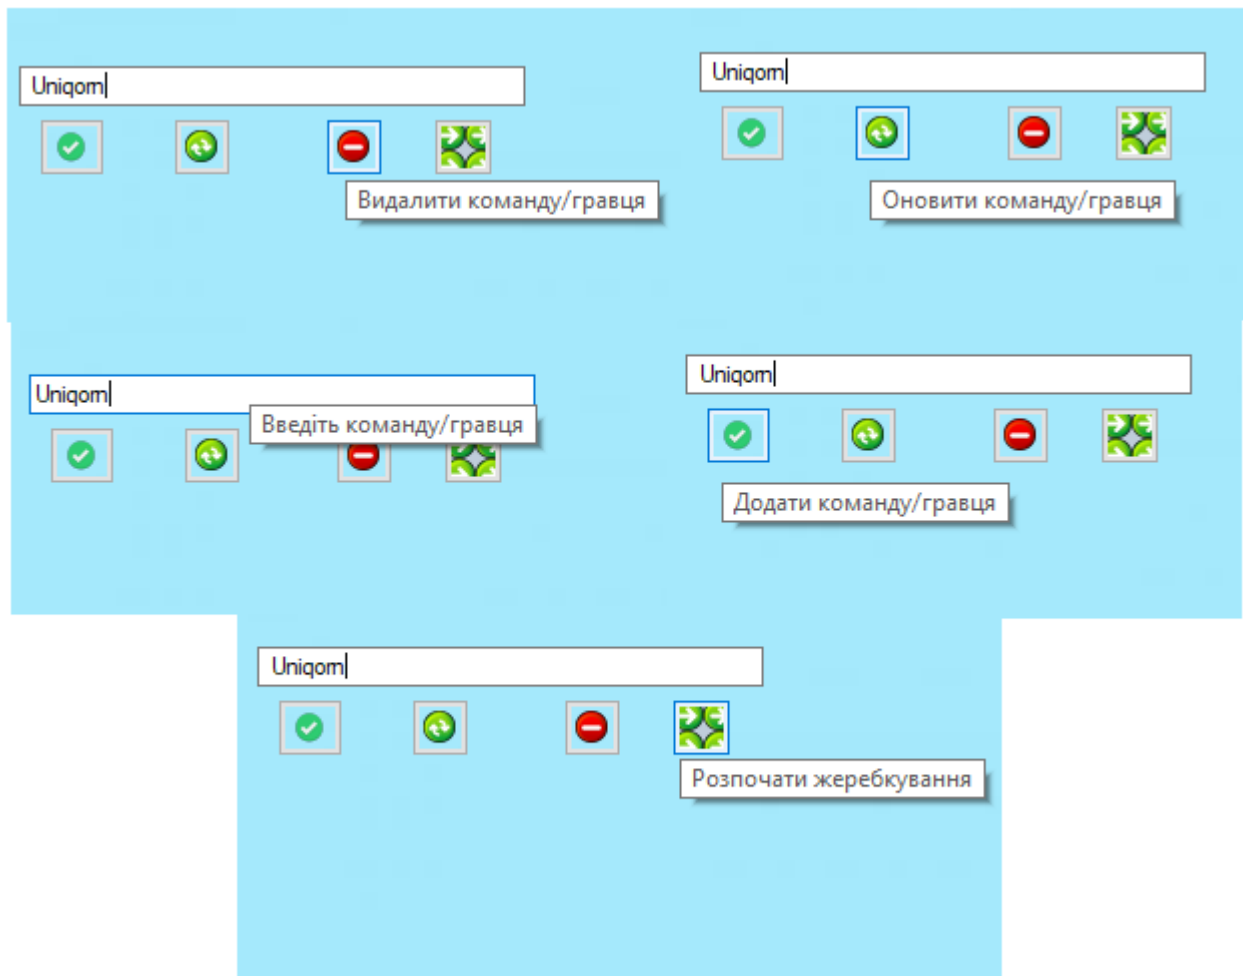 Uniqorn
Видалити команду/гравця
Uniqorn
Оновити команду/гравця
Uniqorn
Введіть команду/гравця
Uniqorn
Додати команду/гравця
Uniqorn
Розпочати жеребкування